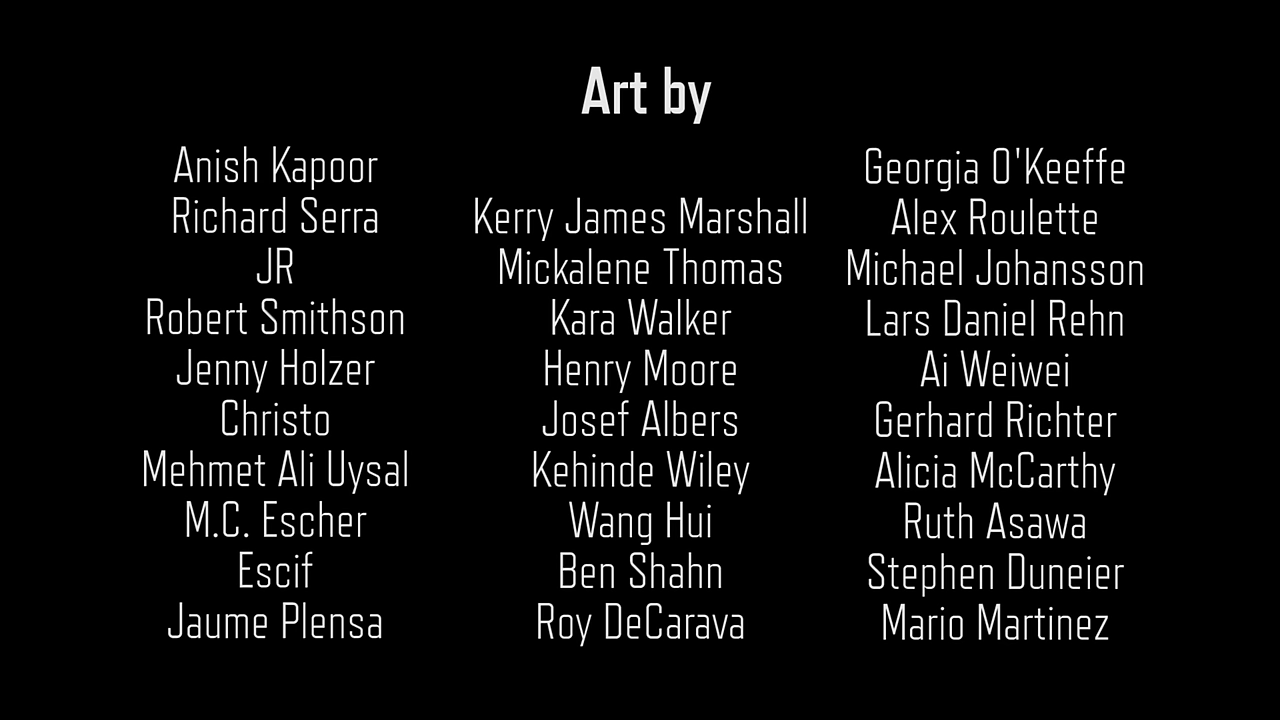 Art by
Anish Kapoor
Richard Serra
JR
Robert Smithson
Jenny Holzer
Christo
Mehmet Ali Uysal
M.C. Escher
Escif
Jaume Plensa
Kerry James Marshall
Mickalene Thomas
Kara Walker
Henry Moore
Josef Albers
Kehinde Wiley
Wang Hui
Ben Shahn
Roy DeCarava
Georgia O'Keeffe
Alex Roulette
Michael Johansson
Lars Daniel Rehn
Ai Weiwei
Gerhard Richter
Alicia McCarthy
Ruth Asawa
Stephen Duneier
Mario Martinez